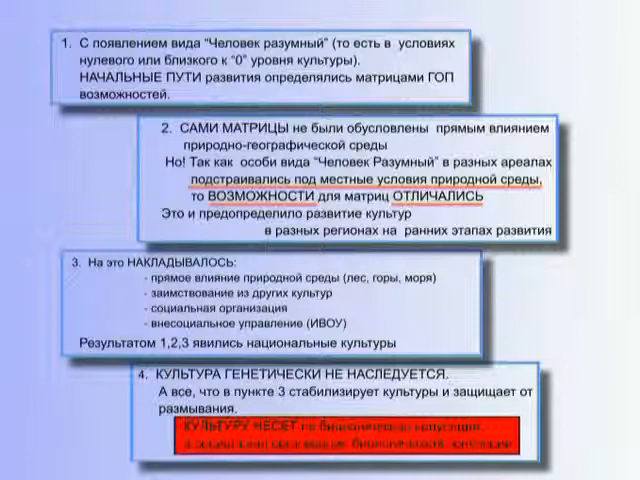 1. С появлением вида “Человек разумный” (то есть в условиях
нулевого или близкого к “0” уровня культуры).
НАЧАЛЬНЫЕ ПУТИ развития определялись матрицами ГОП
возможностей.
2. САМИ МАТРИЦЫ не были обусловлены прямым влиянием
природно-географической среды
Но! Так как особи вида “Человек Разумный” в разных ареалах
подстраивались под местные условия природной среды,
то ВОЗМОЖНОСТИ для матриц ОТЛИЧАЛИСЬ
Это и предопределило развитие культур
в разных регионах на ранних этапах развития
3. На это НАКЛАДЫВАЛОСЬ:
- прямое влияние природной среды (лес, горы, моря)
- заимствование из других культур
- социальная организация
- внесоциальное управление (ИВОУ)
Результатом 1,2,3 явились национальные культуры
4. КУЛЬТУРА ГЕНЕТИЧЕСКИ НЕ НАСЛЕДУЕТСЯ.
А все, что в пункте 3 стабилизирует культуры и защищает от
размывания.
КУЛЬТУРУ НЕСЕТ не биологическая популяция,